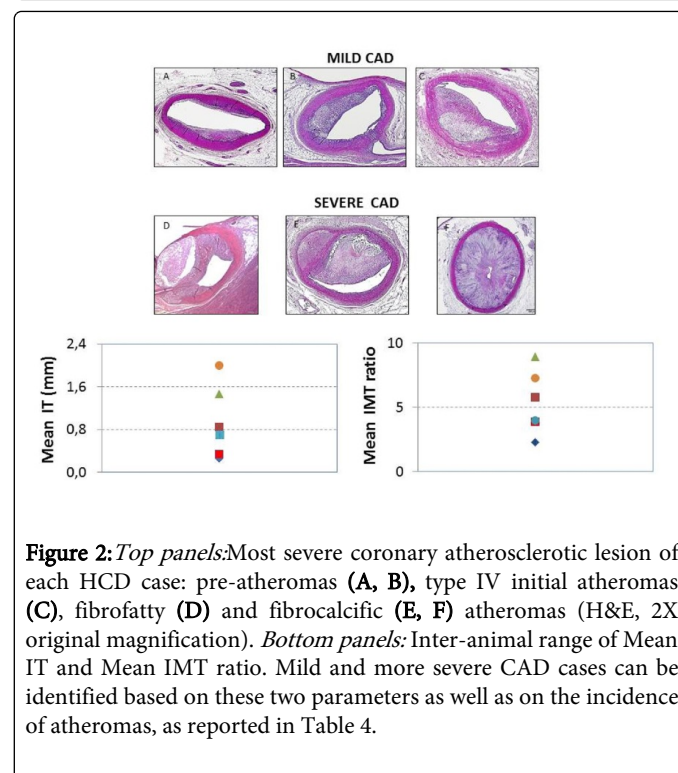 MILD CAD
A B C
SEVERE CAD
D E F
Mean IT (mm)
2,4
1,6
0,8
0,0
Mean IMT ratio
10
5
0
Figure 2:Top panels:Most severe coronary atherosclerotic lesion of
each HCD case: pre-atheromas (A, B), type IV initial atheromas
(C), fibrofatty (D) and fibrocalcific (E, F) atheromas (H&E, 2X
original magnification). Bottom panels: Inter-animal range of Mean
IT and Mean IMT ratio. Mild and more severe CAD cases can be
identified based on these two parameters as well as on the incidence
of atheromas, as reported in Table 4.